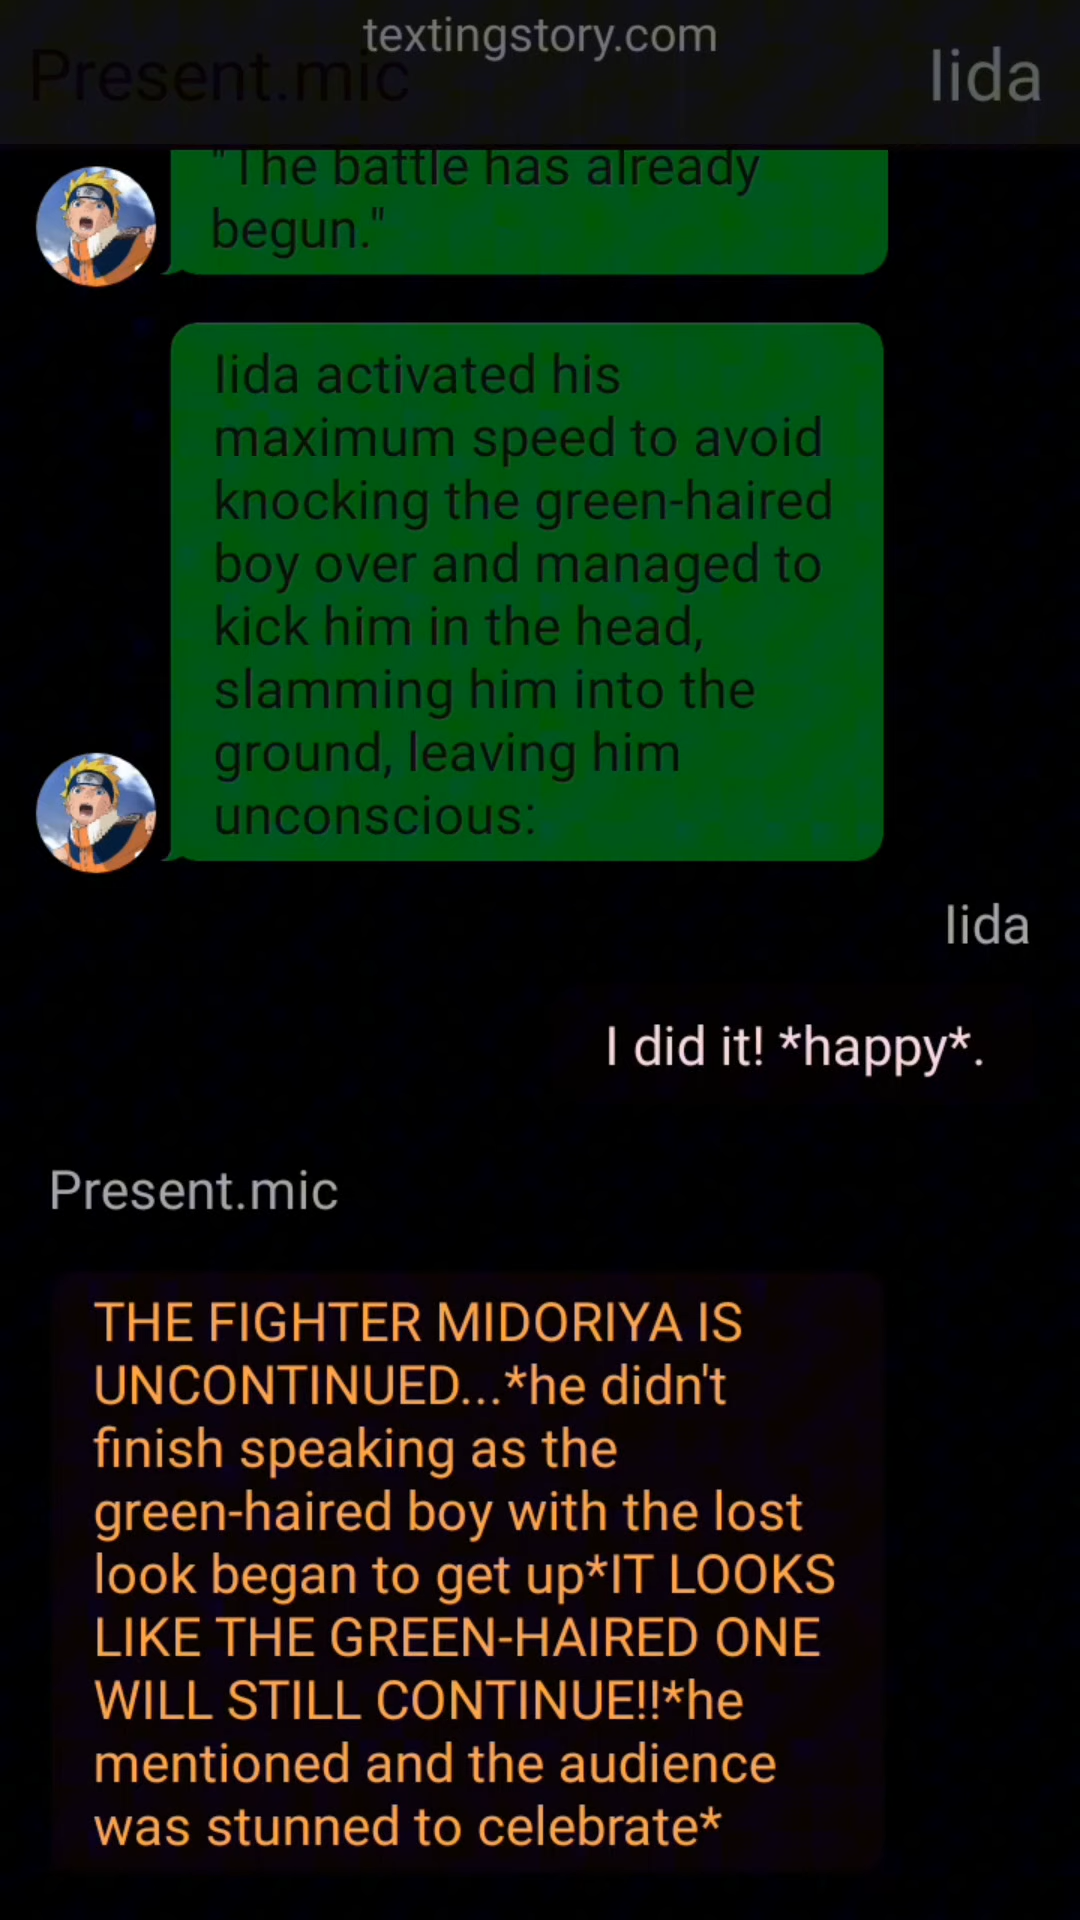 textingstory.com
Present.mic
Iida
"The battle has already
begun."
Iida activated his
maximum speed to avoid
knocking the green-haired
boy over and managed to
kick him in the head,
slamming him into the
ground, leaving him
unconscious:
Iida
I did it! *happy*.
Present.mic
THE FIGHTER MIDORIYA IS
UNCONTINUED...*he didn't
finish speaking as the
green-haired boy with the lost
look began to get up*IT LOOKS
LIKE THE GREEN-HAIRED ONE
WILL STILL CONTINUE!!*he
mentioned and the audience
was stunned to celebrate*